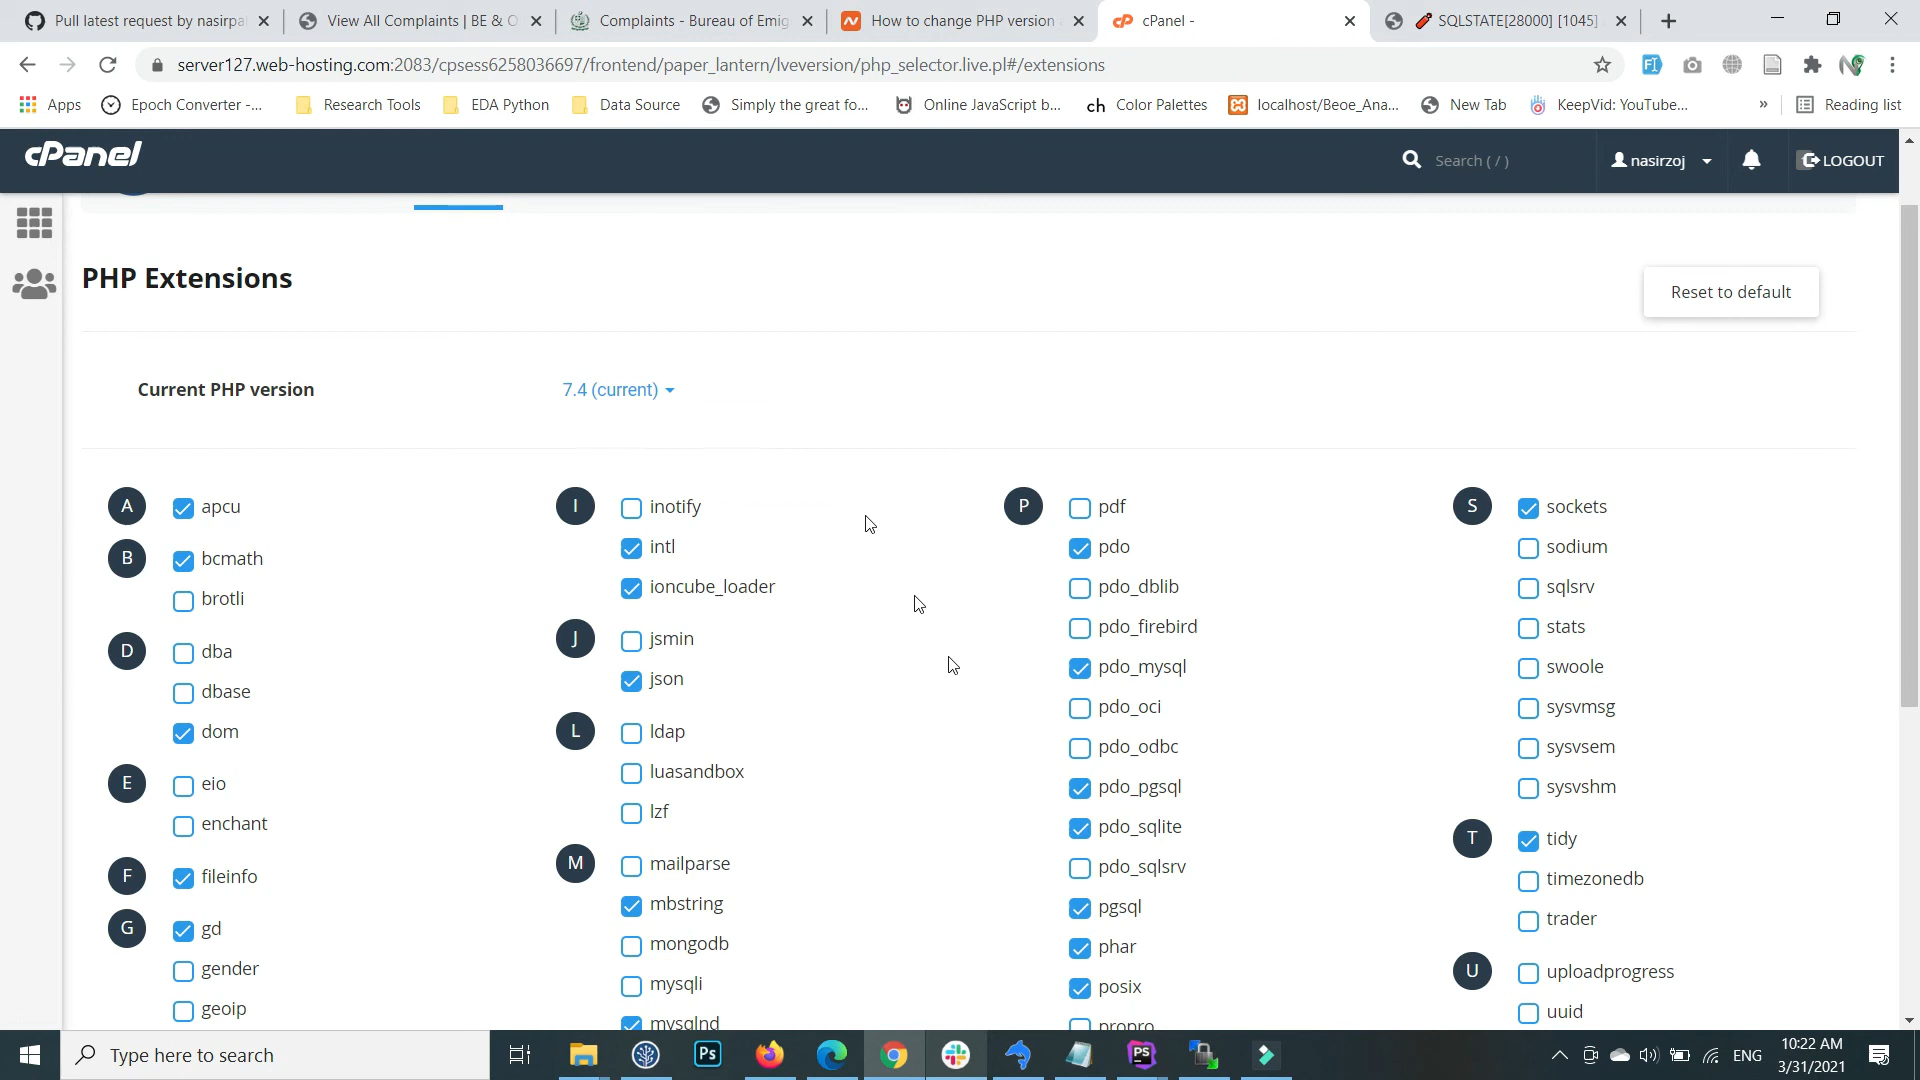 Pull latest request by nasirpa
View All Complaints | BE & O
Complaints - Bureau of Emig
How to change PHP version
cPanel -
SQLSTATE[28000] [1045]
server127.web-hosting.com:2083/cpsess6258036697/frontend/paper_lantern/lveversion/php_selector.live.pl#/extensions
Apps
Epoch Converter -...
Research Tools
EDA Python
Data Source
Simply the great fo...
Online JavaScript b...
ch Color Palettes
localhost/Beoe_Ana...
New Tab
KeepVid: YouTube...
»
Reading list
cPanel
Search ( / )
nasirzoj
LOGOUT
PHP Extensions
Reset to default
Current PHP version
7.4 (current)
A
apcu
B
bcmath
brotli
D
dba
dbase
dom
E
eio
enchant
F
fileinfo
G
gd
gender
geoip
I
inotify
intl
ioncube_loader
J
jsmin
json
L
ldap
luasandbox
lzf
M
mailparse
mbstring
mongodb
mysqli
mysqlnd
P
pdf
pdo
pdo_dblib
pdo_firebird
pdo_mysql
pdo_oci
pdo_odbc
pdo_pgsql
pdo_sqlite
pdo_sqlsrv
pgsql
phar
posix
propro
S
sockets
sodium
sqlsrv
stats
swoole
sysvmsg
sysvsem
sysvshm
T
tidy
timezonedb
trader
U
uploadprogress
uuid
Type here to search
Ps
PS
ENG
10:22 AM
3/31/2021